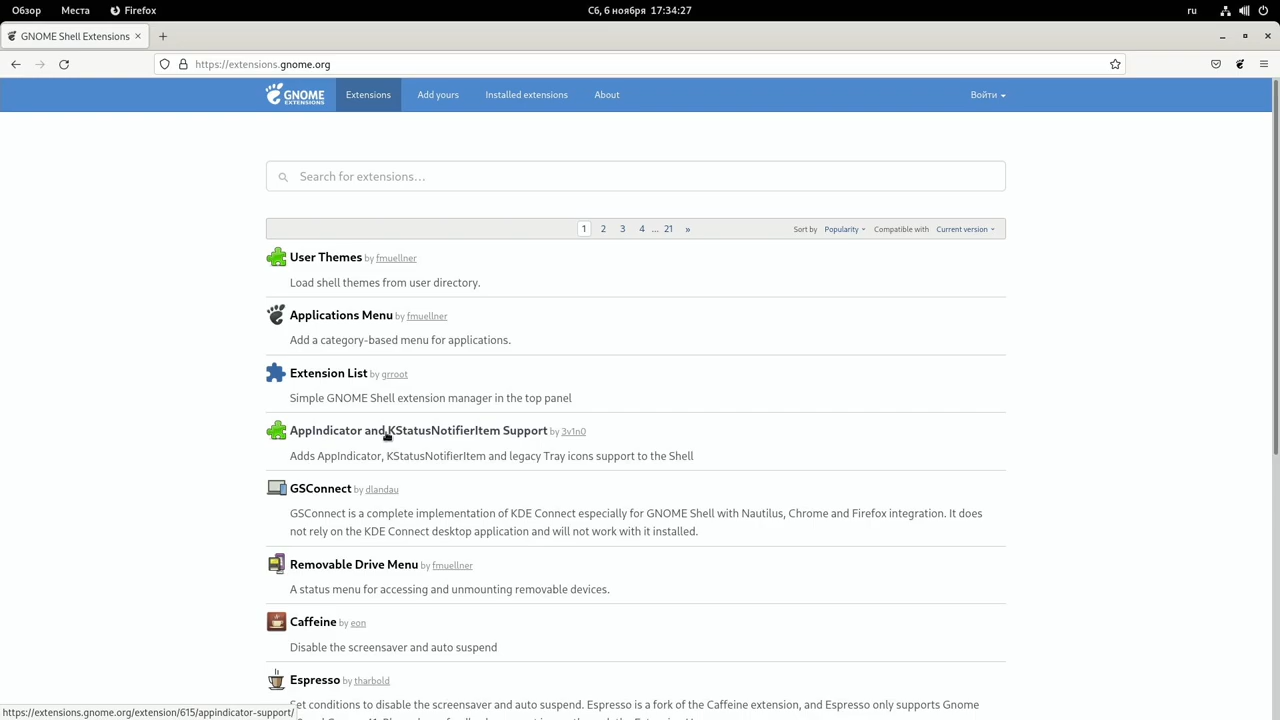 Обзор Места Firefox Сб, 6 ноября 17:34:27 ru
GNOME Shell Extensions
https://extensions.gnome.org
GNOME EXTENSIONS Extensions Add yours Installed extensions About Войти
Search for extensions…
1 2 3 4 ... 21 » Sort by Popularity Compatible with Current version
User Themes by fmuellner
Load shell themes from user directory.
Applications Menu by fmuellner
Add a category-based menu for applications.
Extension List by grroot
Simple GNOME Shell extension manager in the top panel
AppIndicator and KStatusNotifierItem Support by 3v1n0
Adds AppIndicator, KStatusNotifierItem and legacy Tray icons support to the Shell
GSConnect by dlandau
GSConnect is a complete implementation of KDE Connect especially for GNOME Shell with Nautilus, Chrome and Firefox integration. It does
not rely on the KDE Connect desktop application and will not work with it installed.
Removable Drive Menu by fmuellner
A status menu for accessing and unmounting removable devices.
Caffeine by eon
Disable the screensaver and auto suspend
Espresso by tharbold
Set conditions to disable the screensaver and auto suspend. Espresso is a fork of the Caffeine extension, and Espresso only supports Gnome
https://extensions.gnome.org/extension/615/appindicator-support/